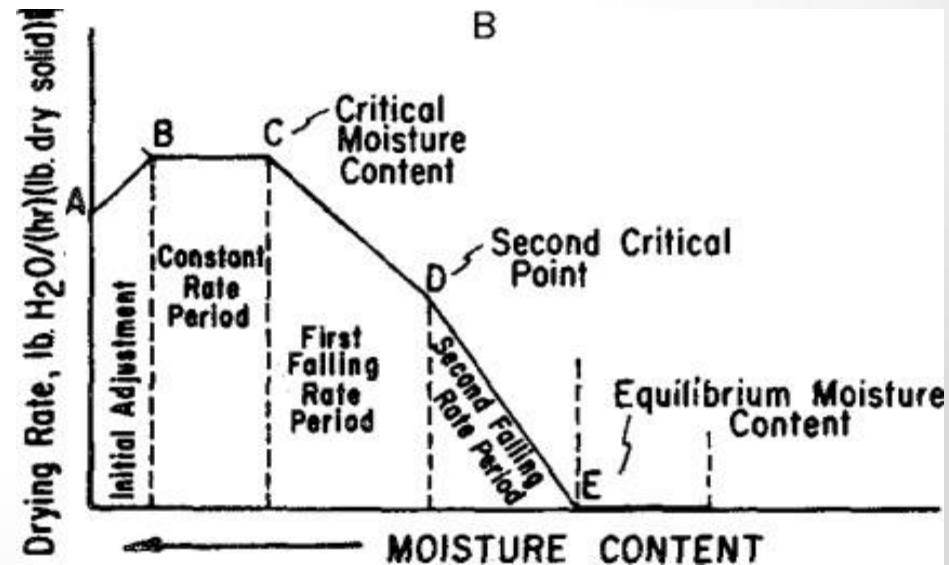 B
Drying Rate, lb. H2O/(hr)(lb. dry solid)
A
B
C
Critical
Moisture
Content
Constant
Rate
Period
Initial Adjustment
First
Falling
Rate
Period
D
Second Critical
Point
Second Falling
Rate Period
E
Equilibrium Moisture
Content
MOISTURE CONTENT